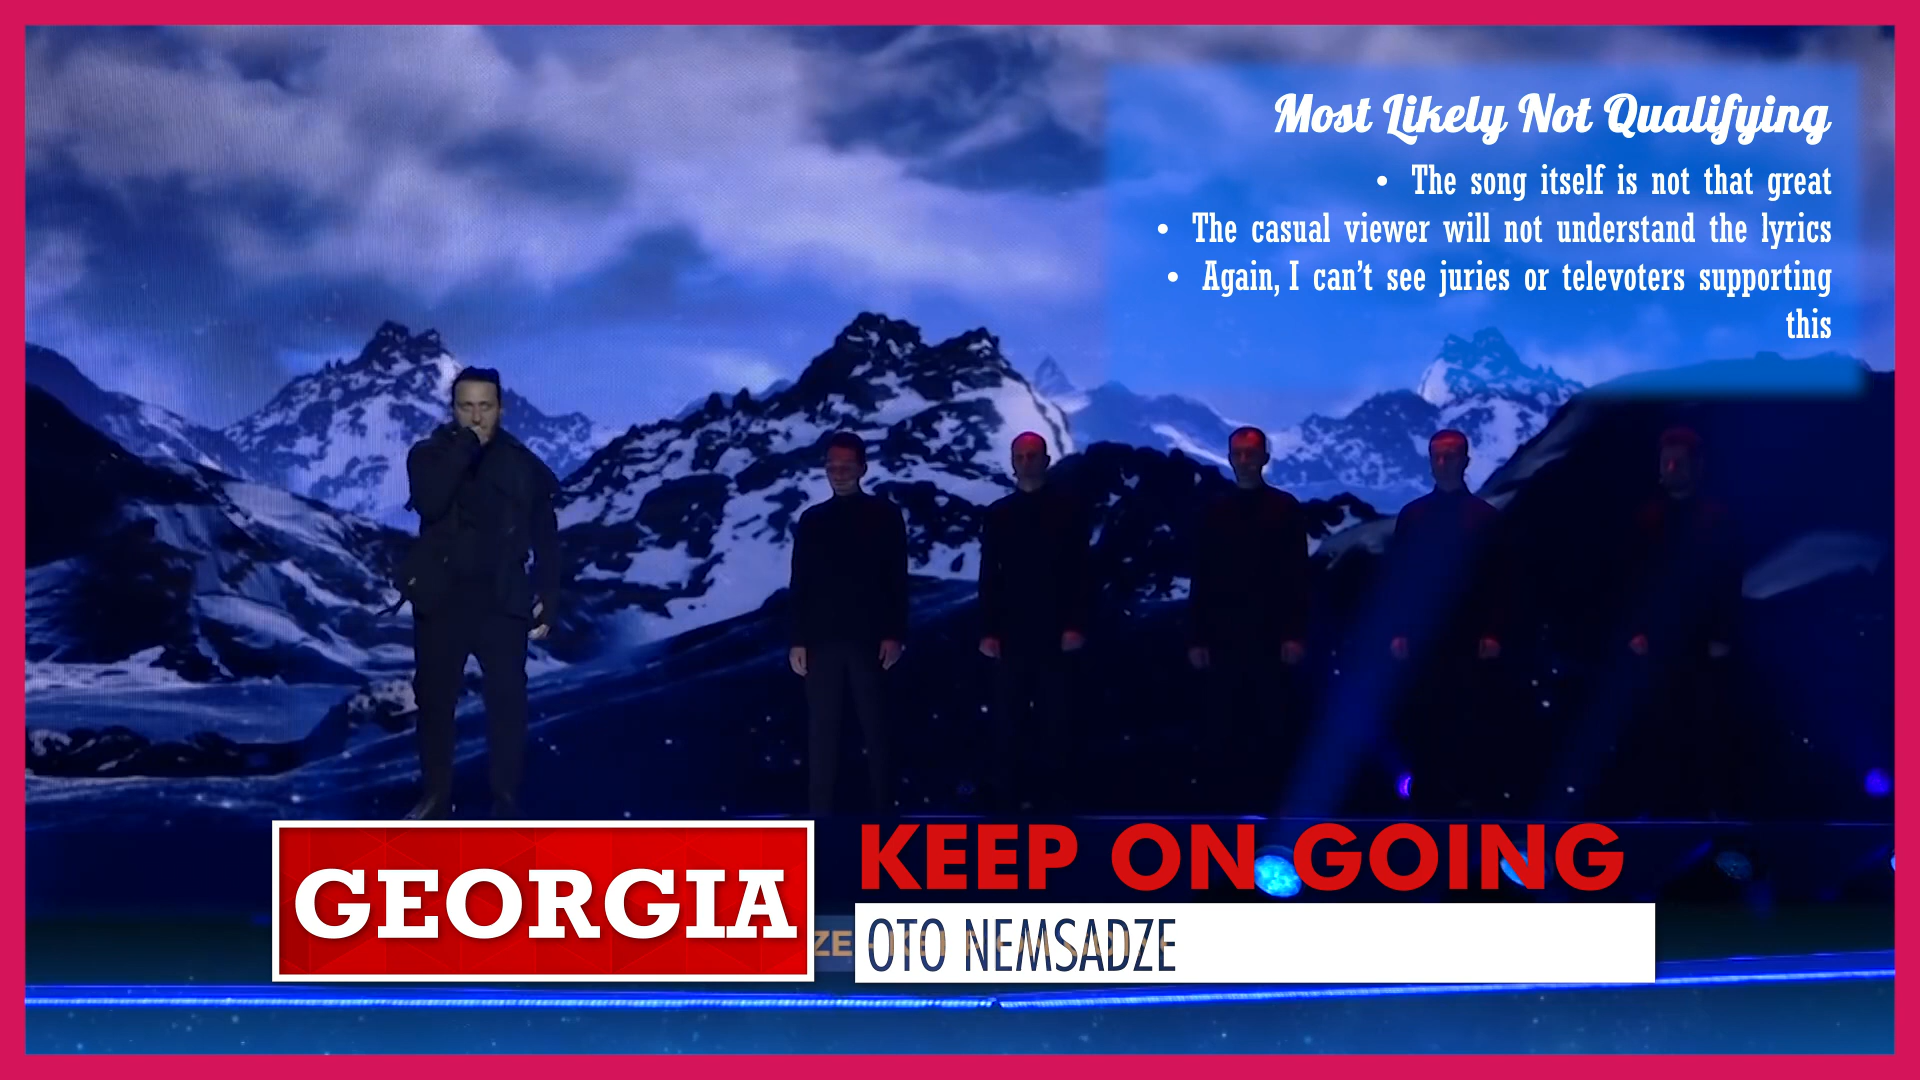 Most Likely Not Qualifying
• The song itself is not that great
• The casual viewer will not understand the lyrics
• Again, I can't see juries or televoters supporting
this
GEORGIA
KEEP ON GOING
OTO NEMSADZE